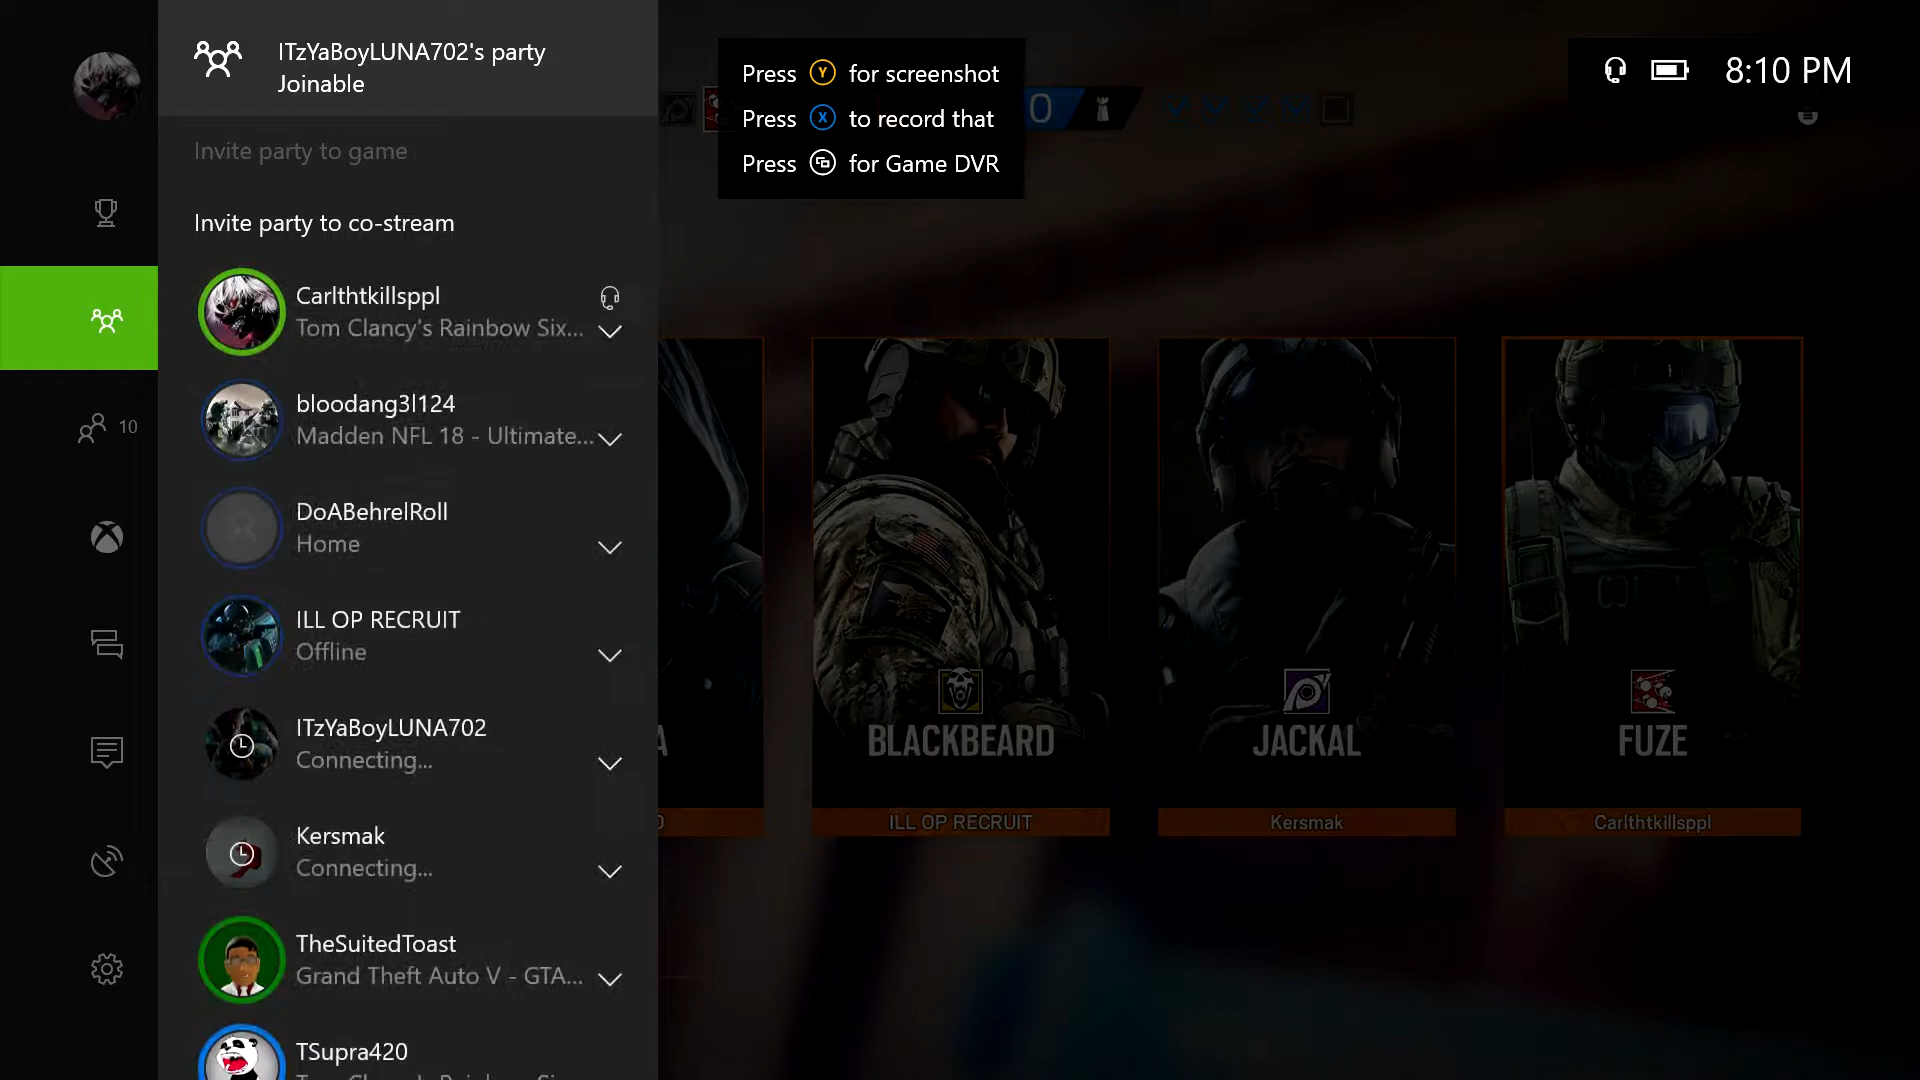 ITzYaBoyLUNA702's party
Joinable
Invite party to game
Invite party to co-stream
Carlthtkillsppl
Tom Clancy's Rainbow Six...
bloodang3l124
Madden NFL 18 - Ultimate...
DoABehrelRoll
Home
ILL OP RECRUIT
Offline
ITzYaBoyLUNA702
Connecting...
Kersmak
Connecting...
TheSuitedToast
Grand Theft Auto V - GTA...
TSupra420
10
Press Y for screenshot
Press X to record that
Press for Game DVR
0
8:10 PM
A
BLACKBEARD
JACKAL
FUZE
ILL OP RECRUIT
Kersmak
Carlthtkillsppl